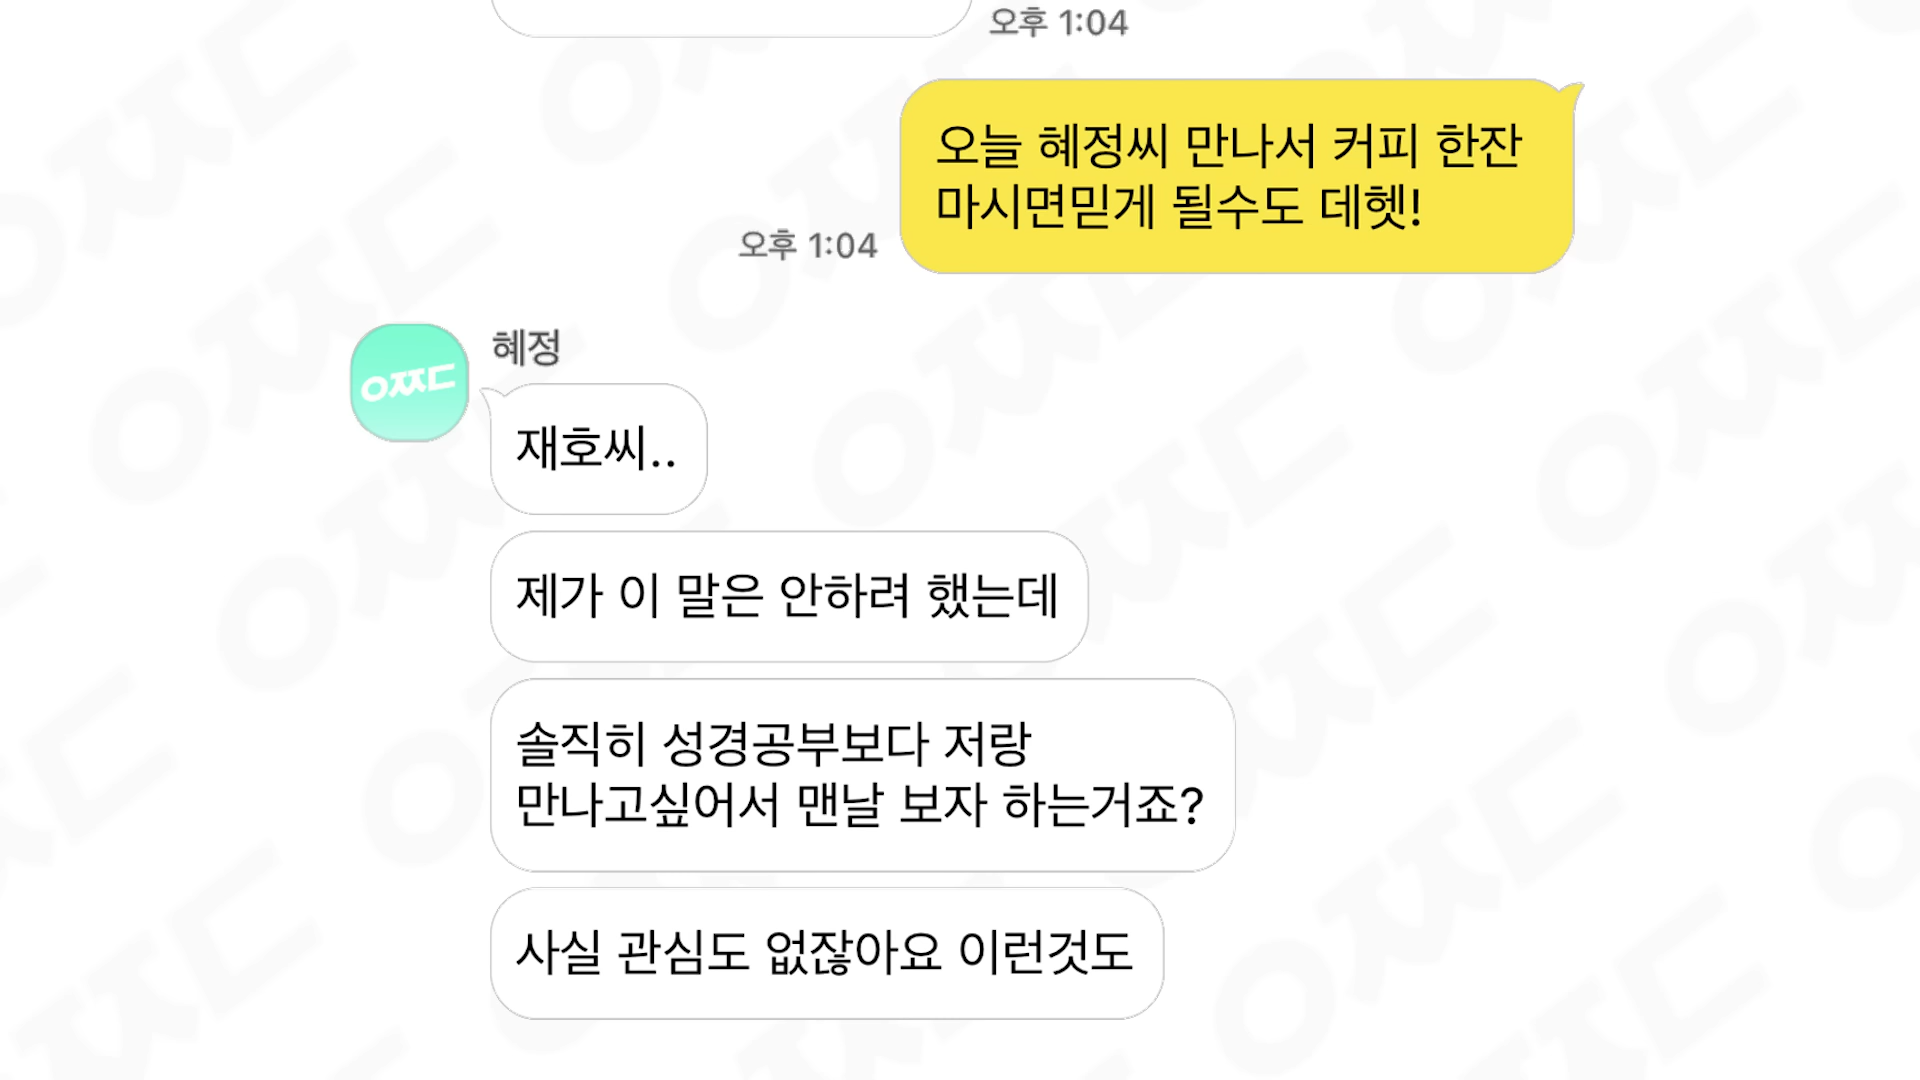 오후 1:04
오늘 혜정씨 만나서 커피 한잔
마시면믿게 될수도 데헷!
오후 1:04
혜정
ㅇㅉㄷ
재호씨..
제가 이 말은 안하려 했는데
솔직히 성경공부보다 저랑
만나고싶어서 맨날 보자 하는거죠?
사실 관심도 없잖아요 이런것도